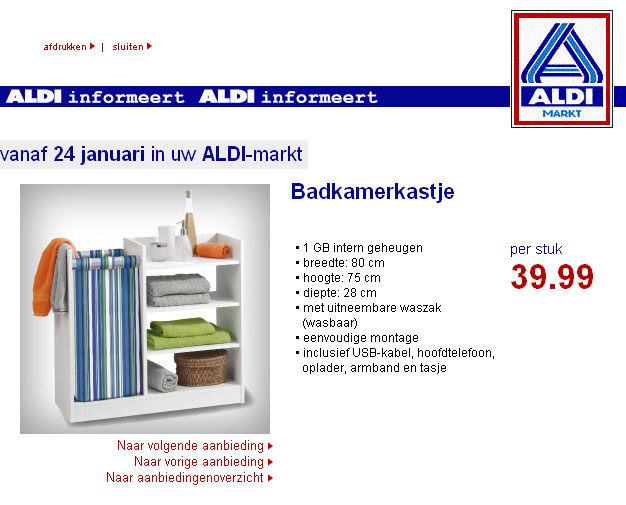 afdrukken | sluiten
ALDI informeert ALDI informeert
ALDI
MARKT
vanaf 24 januari in uw ALDI-markt
Badkamerkastje
• 1 GB intern geheugen
• breedte: 80 cm
• hoogte: 75 cm
• diepte: 28 cm
• met uitneembare waszak
(wasbaar)
• eenvoudige montage
• inclusief USB-kabel, hoofdtelefoon,
oplader, armband en tasje
per stuk
39.99
Naar volgende aanbieding
Naar vorige aanbieding
Naar aanbiedingenoverzicht